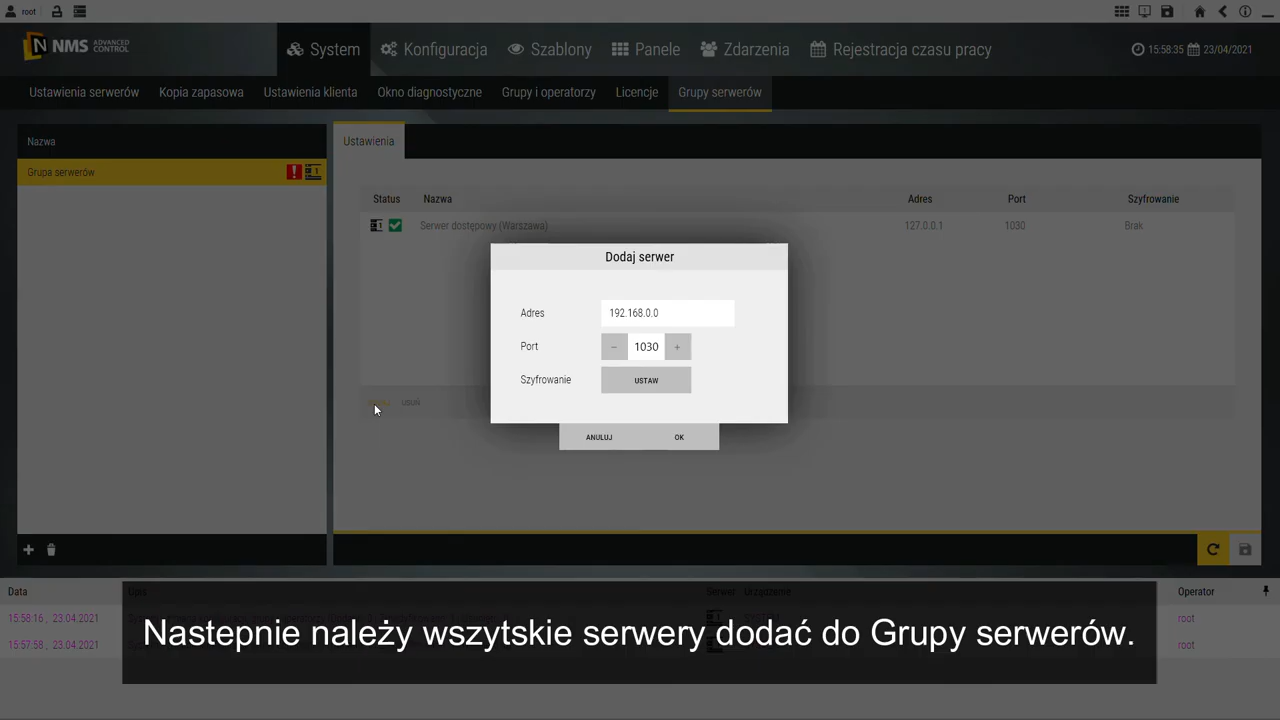 root
NMS ADVANCED CONTROL
System Konfiguracja Szablony Panele Zdarzenia Rejestracja czasu pracy
15:58:35 23/04/2021
Ustawienia serwerów Kopia zapasowa Ustawienia klienta Okno diagnostyczne Grupy i operatorzy Licencje Grupy serwerów
Nazwa
Ustawienia
Grupa serwerów
Status Nazwa Adres Port Szyfrowanie
Serwer dostępowy (Warszawa) 127.0.0.1 1030 Brak
Dodaj serwer
Adres 192.168.0.0
Port − 1030 +
Szyfrowanie USTAW
USUŃ
ANULUJ OK
Data Opis Serwer Urządzenie Operator
15:58:16 , 23.04.2021 root
15:57:58 , 23.04.2021 root
Nastepnie należy wszytskie serwery dodać do Grupy serwerów.